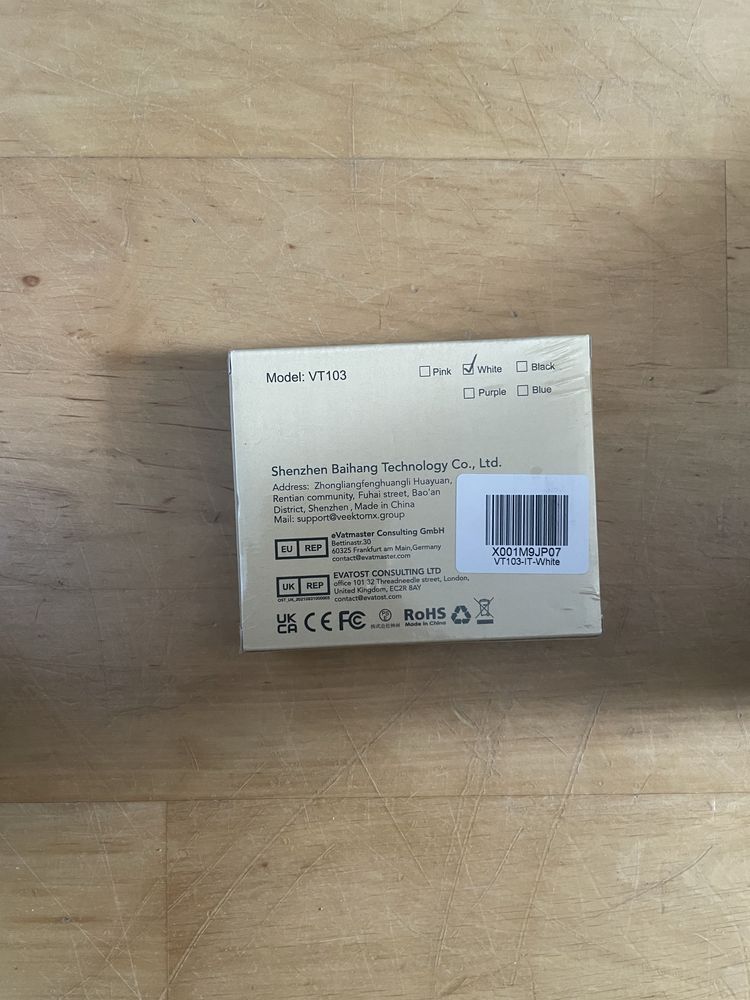 Model: VT103
Pink White Black
Purple Blue
Shenzhen Baihang Technology Co., Ltd.
Address: Zhongliangfenghuangli Huayuan,
Rentian community, Fuhai street, Bao'an
District, Shenzhen, Made in China
Mail: support@veektomx.group
EU REP
eVatmaster Consulting GmbH
Bettinastr.30
60325 Frankfurt am Main,Germany
contact@evatmaster.com
UK REP
EVATOST CONSULTING LTD
office 101 32 Threadneedle street, London,
United Kingdom, EC2R 8AY
contact@evatost.com
X001M9JP07
VT103-IT-White
UK
CA
CE FC
RoHS
Made in China